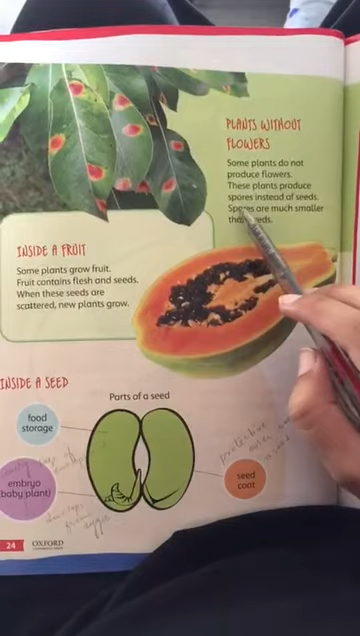 PLANTS WITHOUT
FLOWERS
Some plants do not
produce flowers.
These plants produce
spores instead of seeds.
Spores are much smaller
than seeds.
INSIDE A FRUIT
Some plants grow fruit.
Fruit contains flesh and seeds.
When these seeds are
scattered, new plants grow.
INSIDE A SEED
Parts of a seed
food
storage
embryo
(baby plant)
protective
seed
coat
24
OXFORD